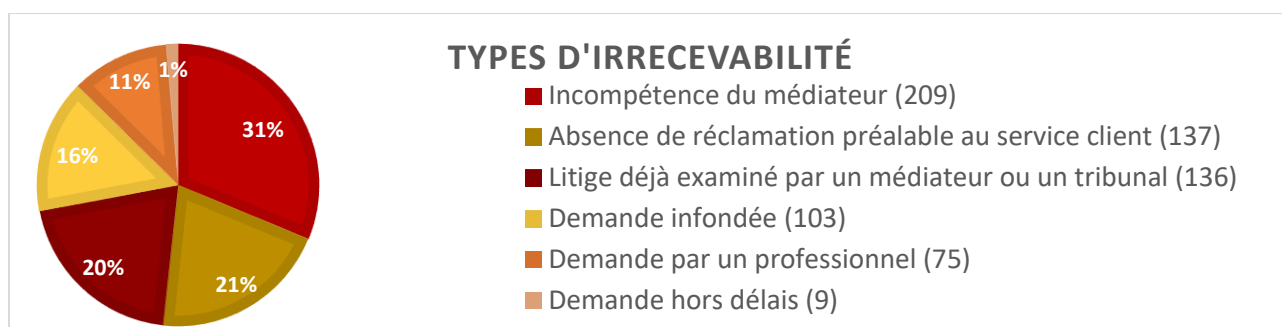 TYPES D'IRRECEVABILITÉ
Incompétence du médiateur (209)
Absence de réclamation préalable au service client (137)
Litige déjà examiné par un médiateur ou un tribunal (136)
Demande infondée (103)
Demande par un professionnel (75)
Demande hors délais (9)
31%
21%
20%
16%
11%
1%